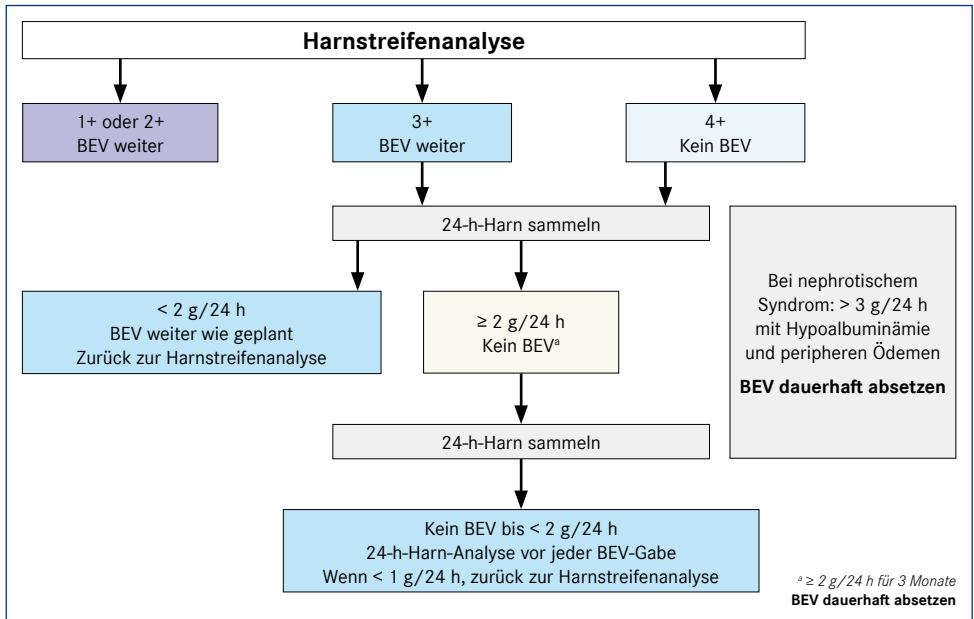 Harnstreifenanalyse
1+ oder 2+
BEV weiter
3+
BEV weiter
4+
Kein BEV
24-h-Harn sammeln
< 2 g/24 h
BEV weiter wie geplant
Zurück zur Harnstreifenanalyse
≥ 2 g/24 h
Kein BEVᵃ
Bei nephrotischem
Syndrom: > 3 g/24 h
mit Hypoalbuminämie
und peripheren Ödemen
BEV dauerhaft absetzen
24-h-Harn sammeln
Kein BEV bis < 2 g/24 h
24-h-Harn-Analyse vor jeder BEV-Gabe
Wenn < 1 g/24 h, zurück zur Harnstreifenanalyse
ᵃ ≥ 2 g/24 h für 3 Monate
BEV dauerhaft absetzen